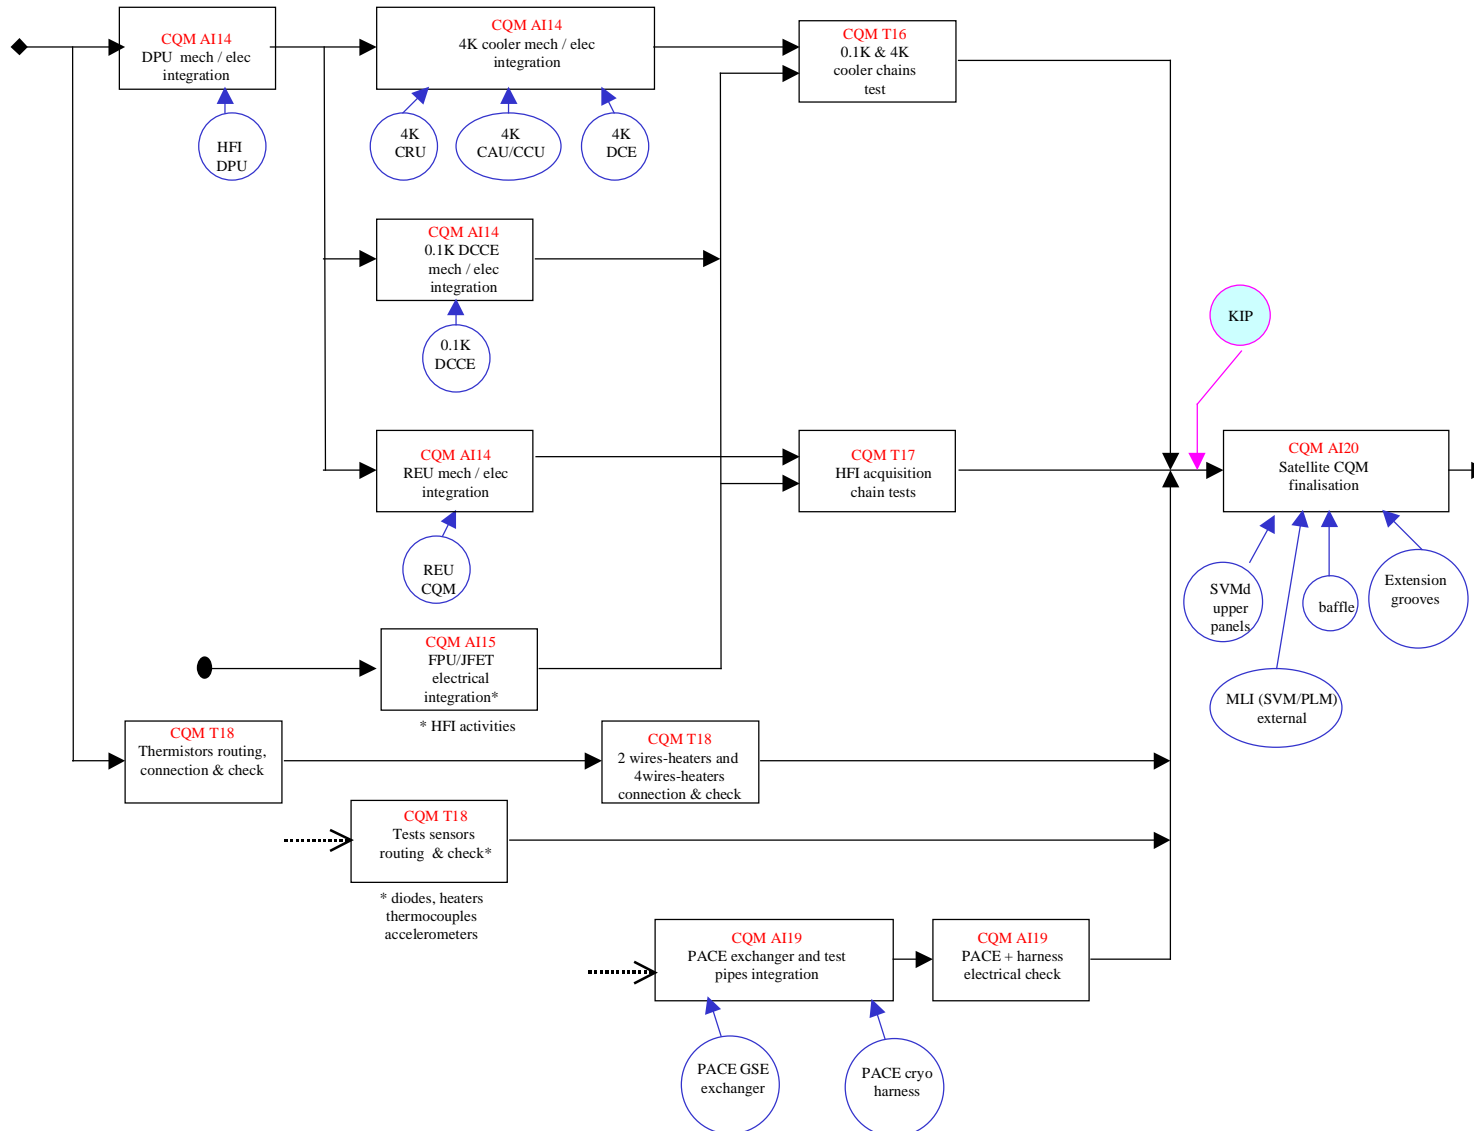 CQM AI14
DPU mech / elec
integration
CQM AI14
4K cooler mech / elec
integration
CQM T16
0.1K & 4K
cooler chains
test
HFI
DPU
4K
CRU
4K
CAU/CCU
4K
DCE
CQM AI14
0.1K DCCE
mech / elec
integration
0.1K
DCCE
KIP
CQM AI14
REU mech / elec
integration
CQM T17
HFI acquisition
chain tests
CQM AI20
Satellite CQM
finalisation
REU
CQM
SVMd
upper
panels
baffle
Extension
grooves
MLI (SVM/PLM)
external
CQM AI15
FPU/JFET
electrical
integration*
* HFI activities
CQM T18
Thermistors routing,
connection & check
CQM T18
2 wires-heaters and
4wires-heaters
connection & check
CQM T18
Tests sensors
routing & check*
* diodes, heaters
thermocouples
accelerometers
CQM AI19
PACE exchanger and test
pipes integration
CQM AI19
PACE + harness
electrical check
PACE GSE
exchanger
PACE cryo
harness